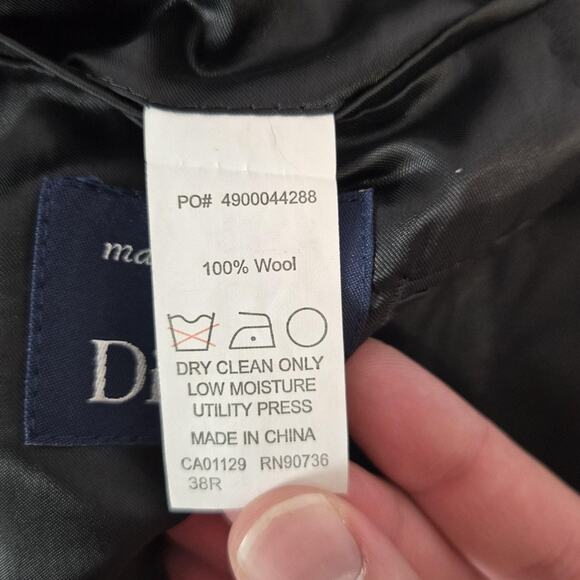 PO# 4900044288
100% Wool
DRY CLEAN ONLY
LOW MOISTURE
UTILITY PRESS
MADE IN CHINA
CA01129 RN90736
38R